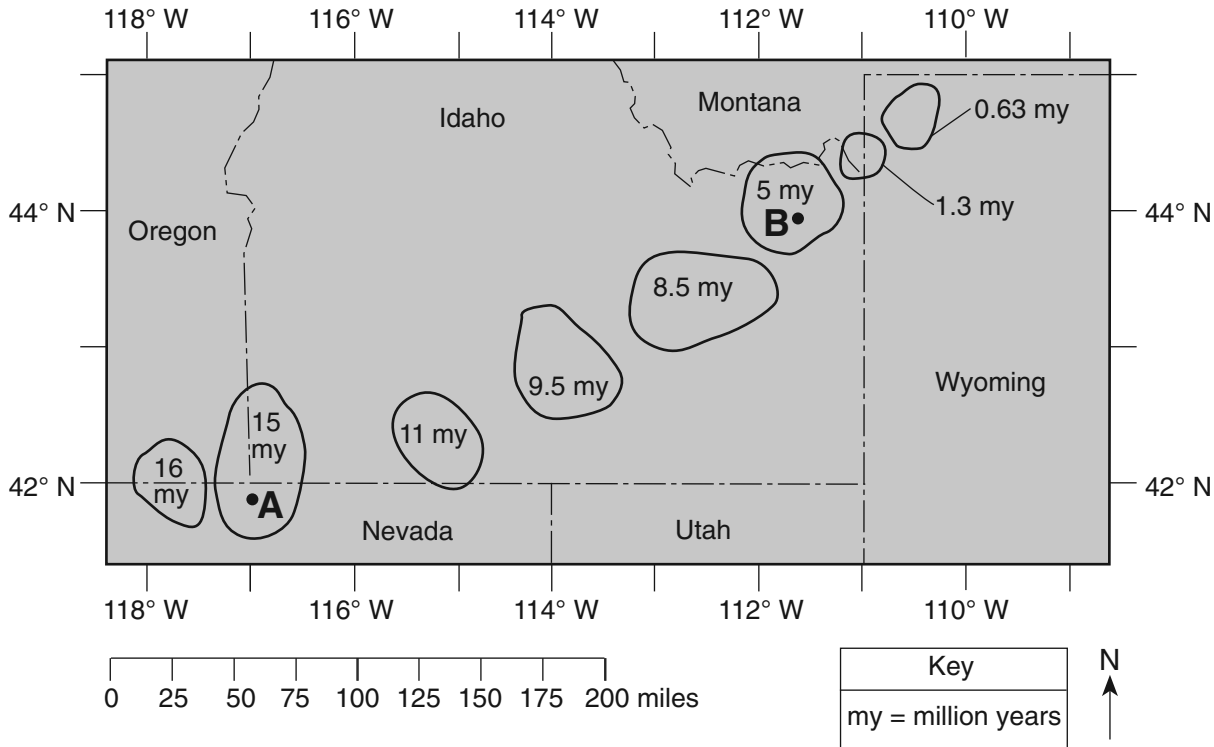 118° W 116° W 114° W 112° W 110° W
Montana
Idaho
0.63 my
5 my
1.3 my
44° N
44° N
B
Oregon
8.5 my
9.5 my
Wyoming
15
my
11 my
16
my
42° N
42° N
A
Nevada
Utah
118° W 116° W 114° W 112° W 110° W
0 25 50 75 100 125 150 175 200 miles
Key
my = million years
N